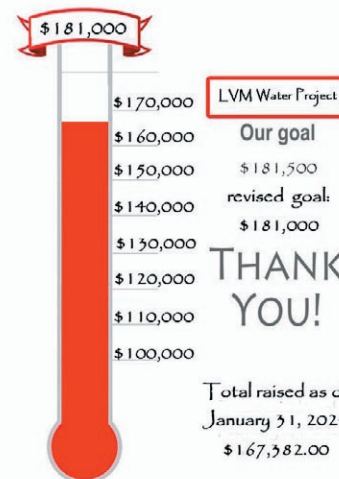 $181,000
$170,000
$160,000
$150,000
$140,000
$130,000
$120,000
$110,000
$100,000
LVM Water Project
Our goal
$181,500
revised goal:
$181,000
THANK
YOU!
Total raised as
January 31,
$167,382.00